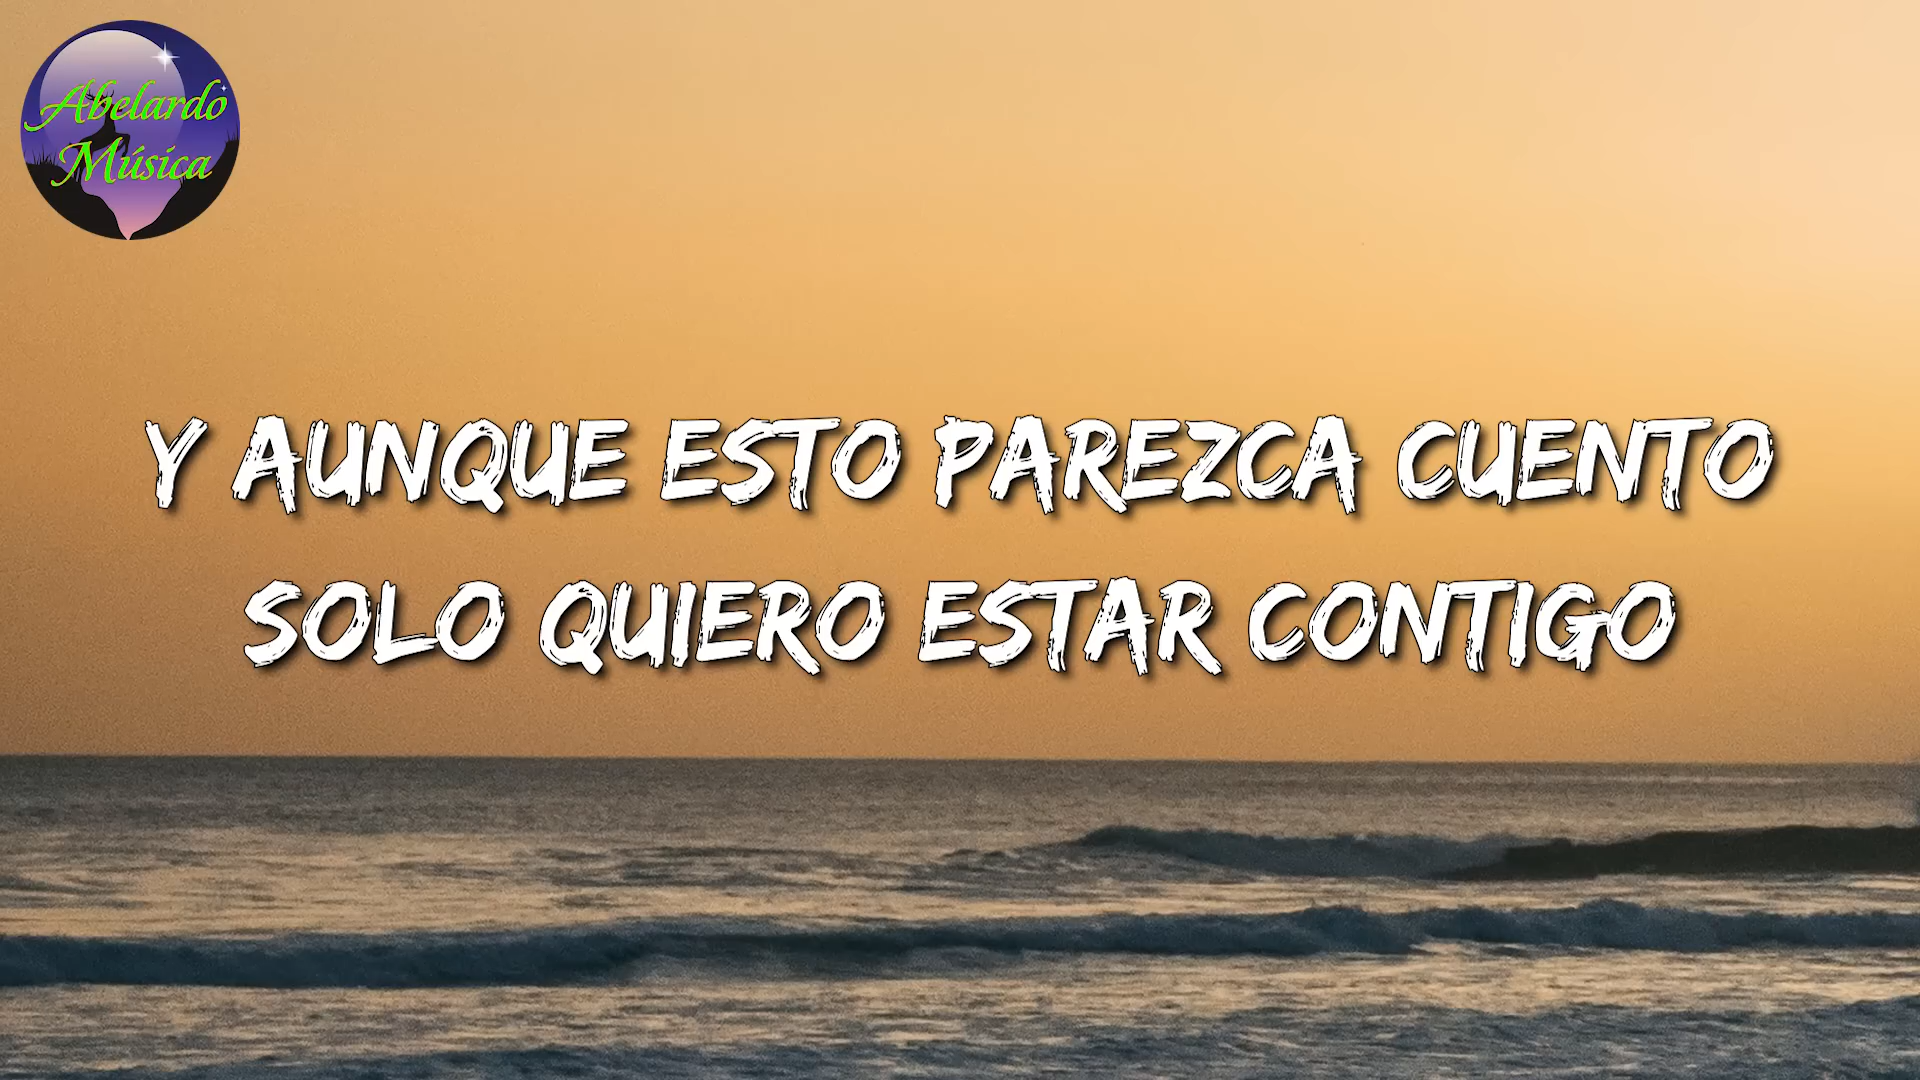 Abelardo
Música
Y AUNQUE ESTO PAREZCA CUENTO
SOLO QUIERO ESTAR CONTIGO